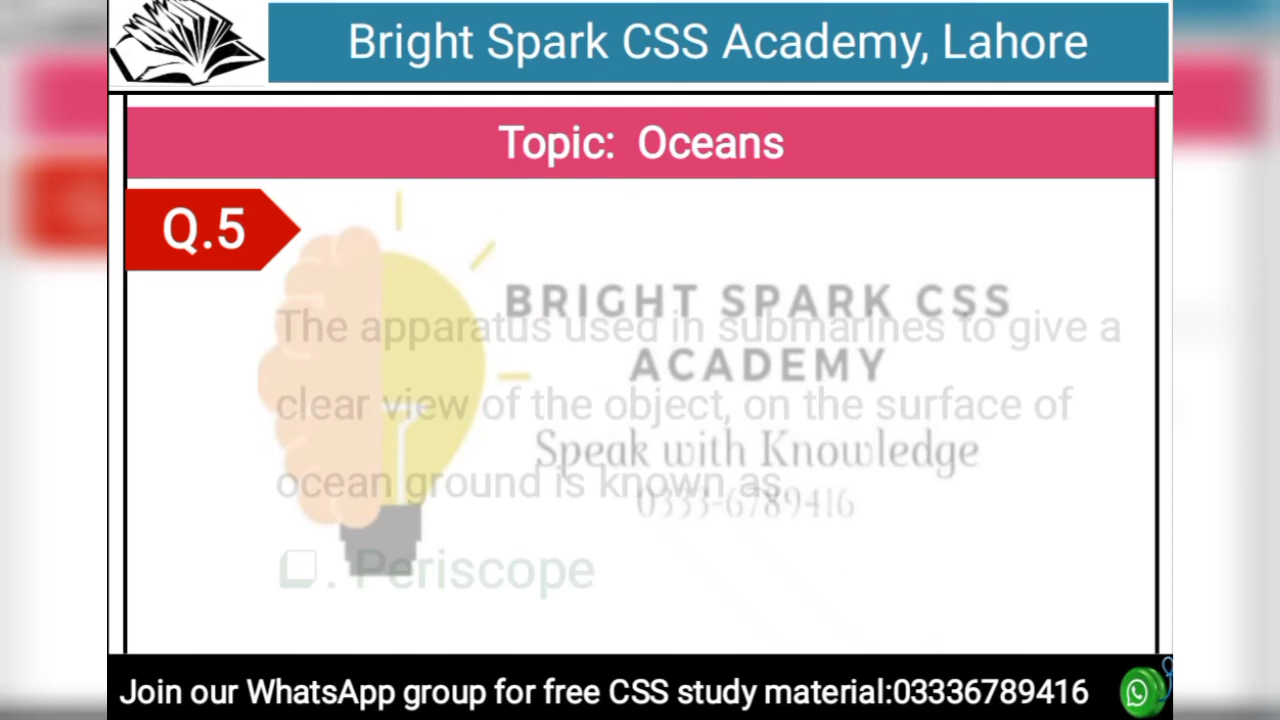 Bright Spark CSS Academy, Lahore
Topic: Oceans
Q.5
BRIGHT SPARK CSS
The apparatus used in submarines to give a
ACADEMY
clear view of the object, on the surface of
Speak with Knowledge
ocean ground is known as
0333-6789416
❑. Periscope
Join our WhatsApp group for free CSS study material:03336789416